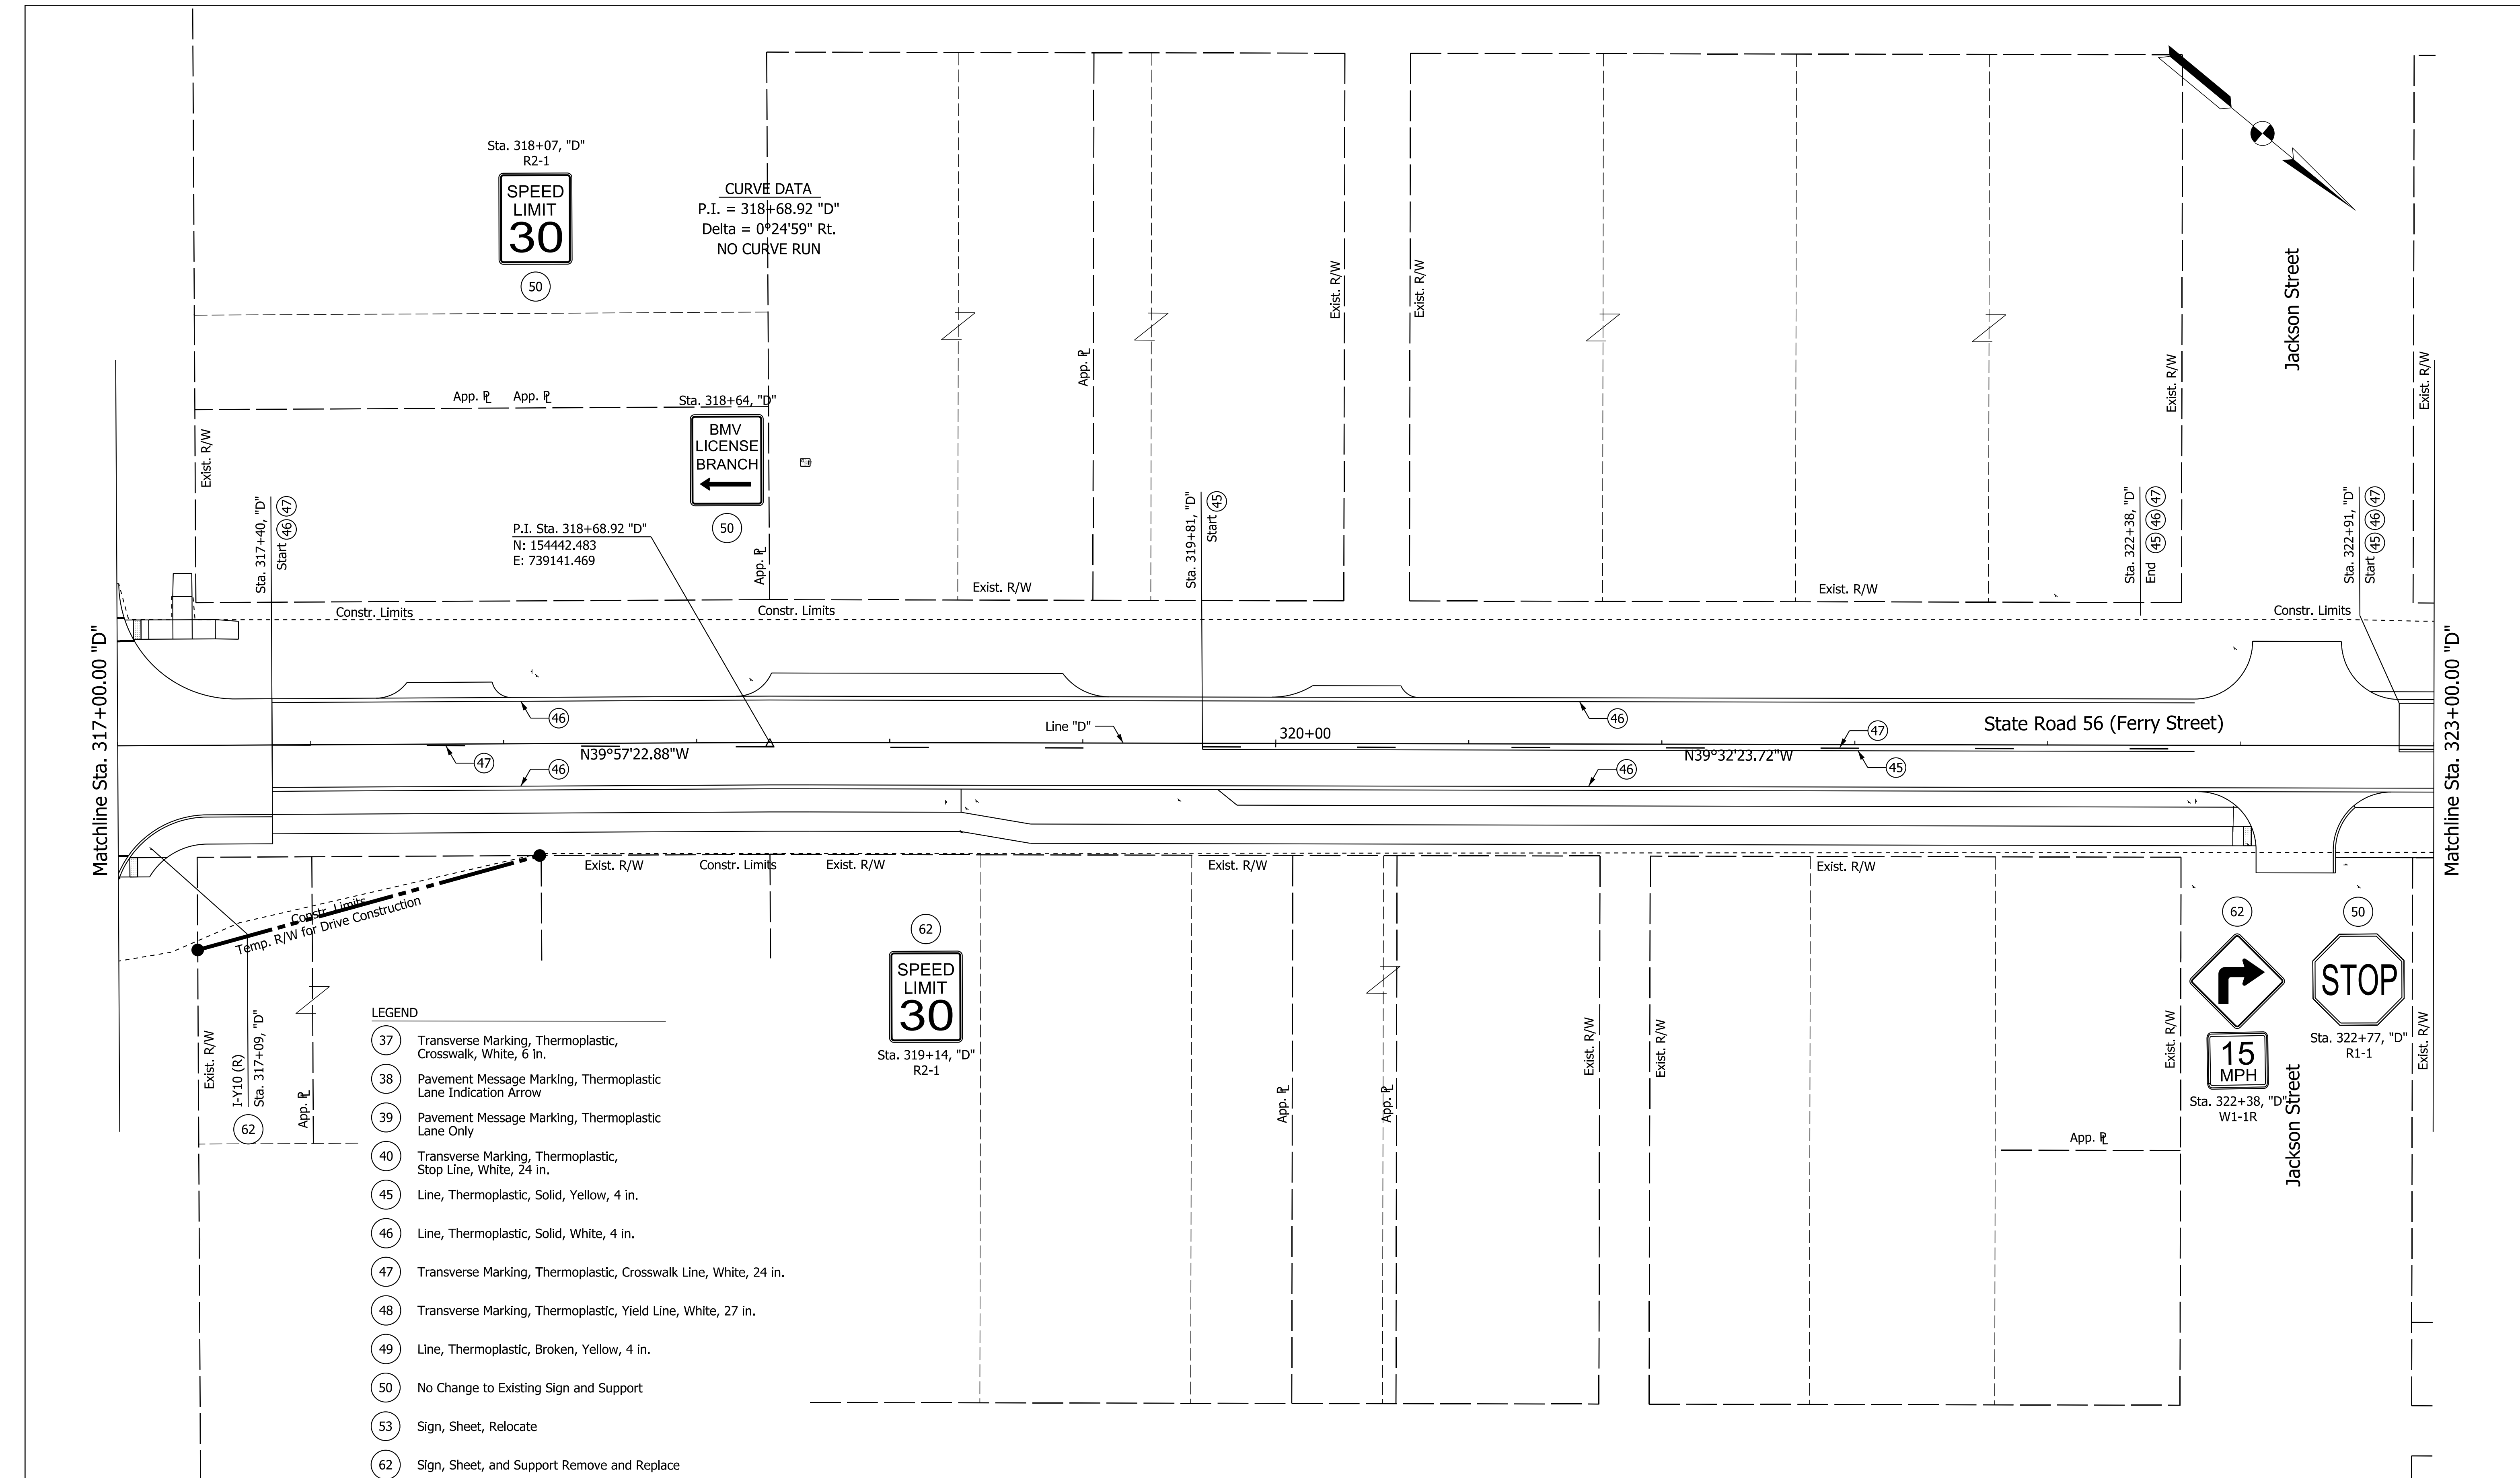 Sta. 318+07, "D"
R2-1
SPEED
LIMIT
30
50
CURVE DATA
P.I. = 318+68.92 "D"
Delta = 0°24'59" Rt.
NO CURVE RUN
Exist. R/W
Exist. R/W
Jackson Street
App. PL
Exist. R/W
Exist. R/W
App. PL
App. PL
Sta. 318+64, "D"
BMV
LICENSE
BRANCH
50
Exist. R/W
Sta. 317+40, "D"
Start 46 47
P.I. Sta. 318+68.92 "D"
N: 154442.483
E: 739141.469
App. PL
Sta. 319+81, "D"
Start 45
Sta. 322+38, "D"
End 45 46 47
Sta. 322+91, "D"
Start 45 46 47
Exist. R/W
Exist. R/W
Constr. Limits
Constr. Limits
Constr. Limits
Matchline Sta. 317+00.00 "D"
Matchline Sta. 323+00.00 "D"
46
46
Line "D"
320+00
47
State Road 56 (Ferry Street)
47
N39°57'22.88"W
46
46
N39°32'23.72"W
45
Exist. R/W
Constr. Limits
Exist. R/W
Exist. R/W
Exist. R/W
Constr. Limits
Temp. R/W for Drive Construction
62
SPEED
LIMIT
30
Sta. 319+14, "D"
R2-1
62
15
MPH
Sta. 322+38, "D"
W1-1R
50
STOP
Sta. 322+77, "D"
R1-1
Exist. R/W
I-Y10 (R)
Sta. 317+09, "D"
62
App. PL
App. PL
App. PL
Exist. R/W
Exist. R/W
Exist. R/W
Exist. R/W
Jackson Street
App. PL
LEGEND
37 Transverse Marking, Thermoplastic,
Crosswalk, White, 6 in.
38 Pavement Message Marking, Thermoplastic
Lane Indication Arrow
39 Pavement Message Marking, Thermoplastic
Lane Only
40 Transverse Marking, Thermoplastic,
Stop Line, White, 24 in.
45 Line, Thermoplastic, Solid, Yellow, 4 in.
46 Line, Thermoplastic, Solid, White, 4 in.
47 Transverse Marking, Thermoplastic, Crosswalk Line, White, 24 in.
48 Transverse Marking, Thermoplastic, Yield Line, White, 27 in.
49 Line, Thermoplastic, Broken, Yellow, 4 in.
50 No Change to Existing Sign and Support
53 Sign, Sheet, Relocate
62 Sign, Sheet, and Support Remove and Replace